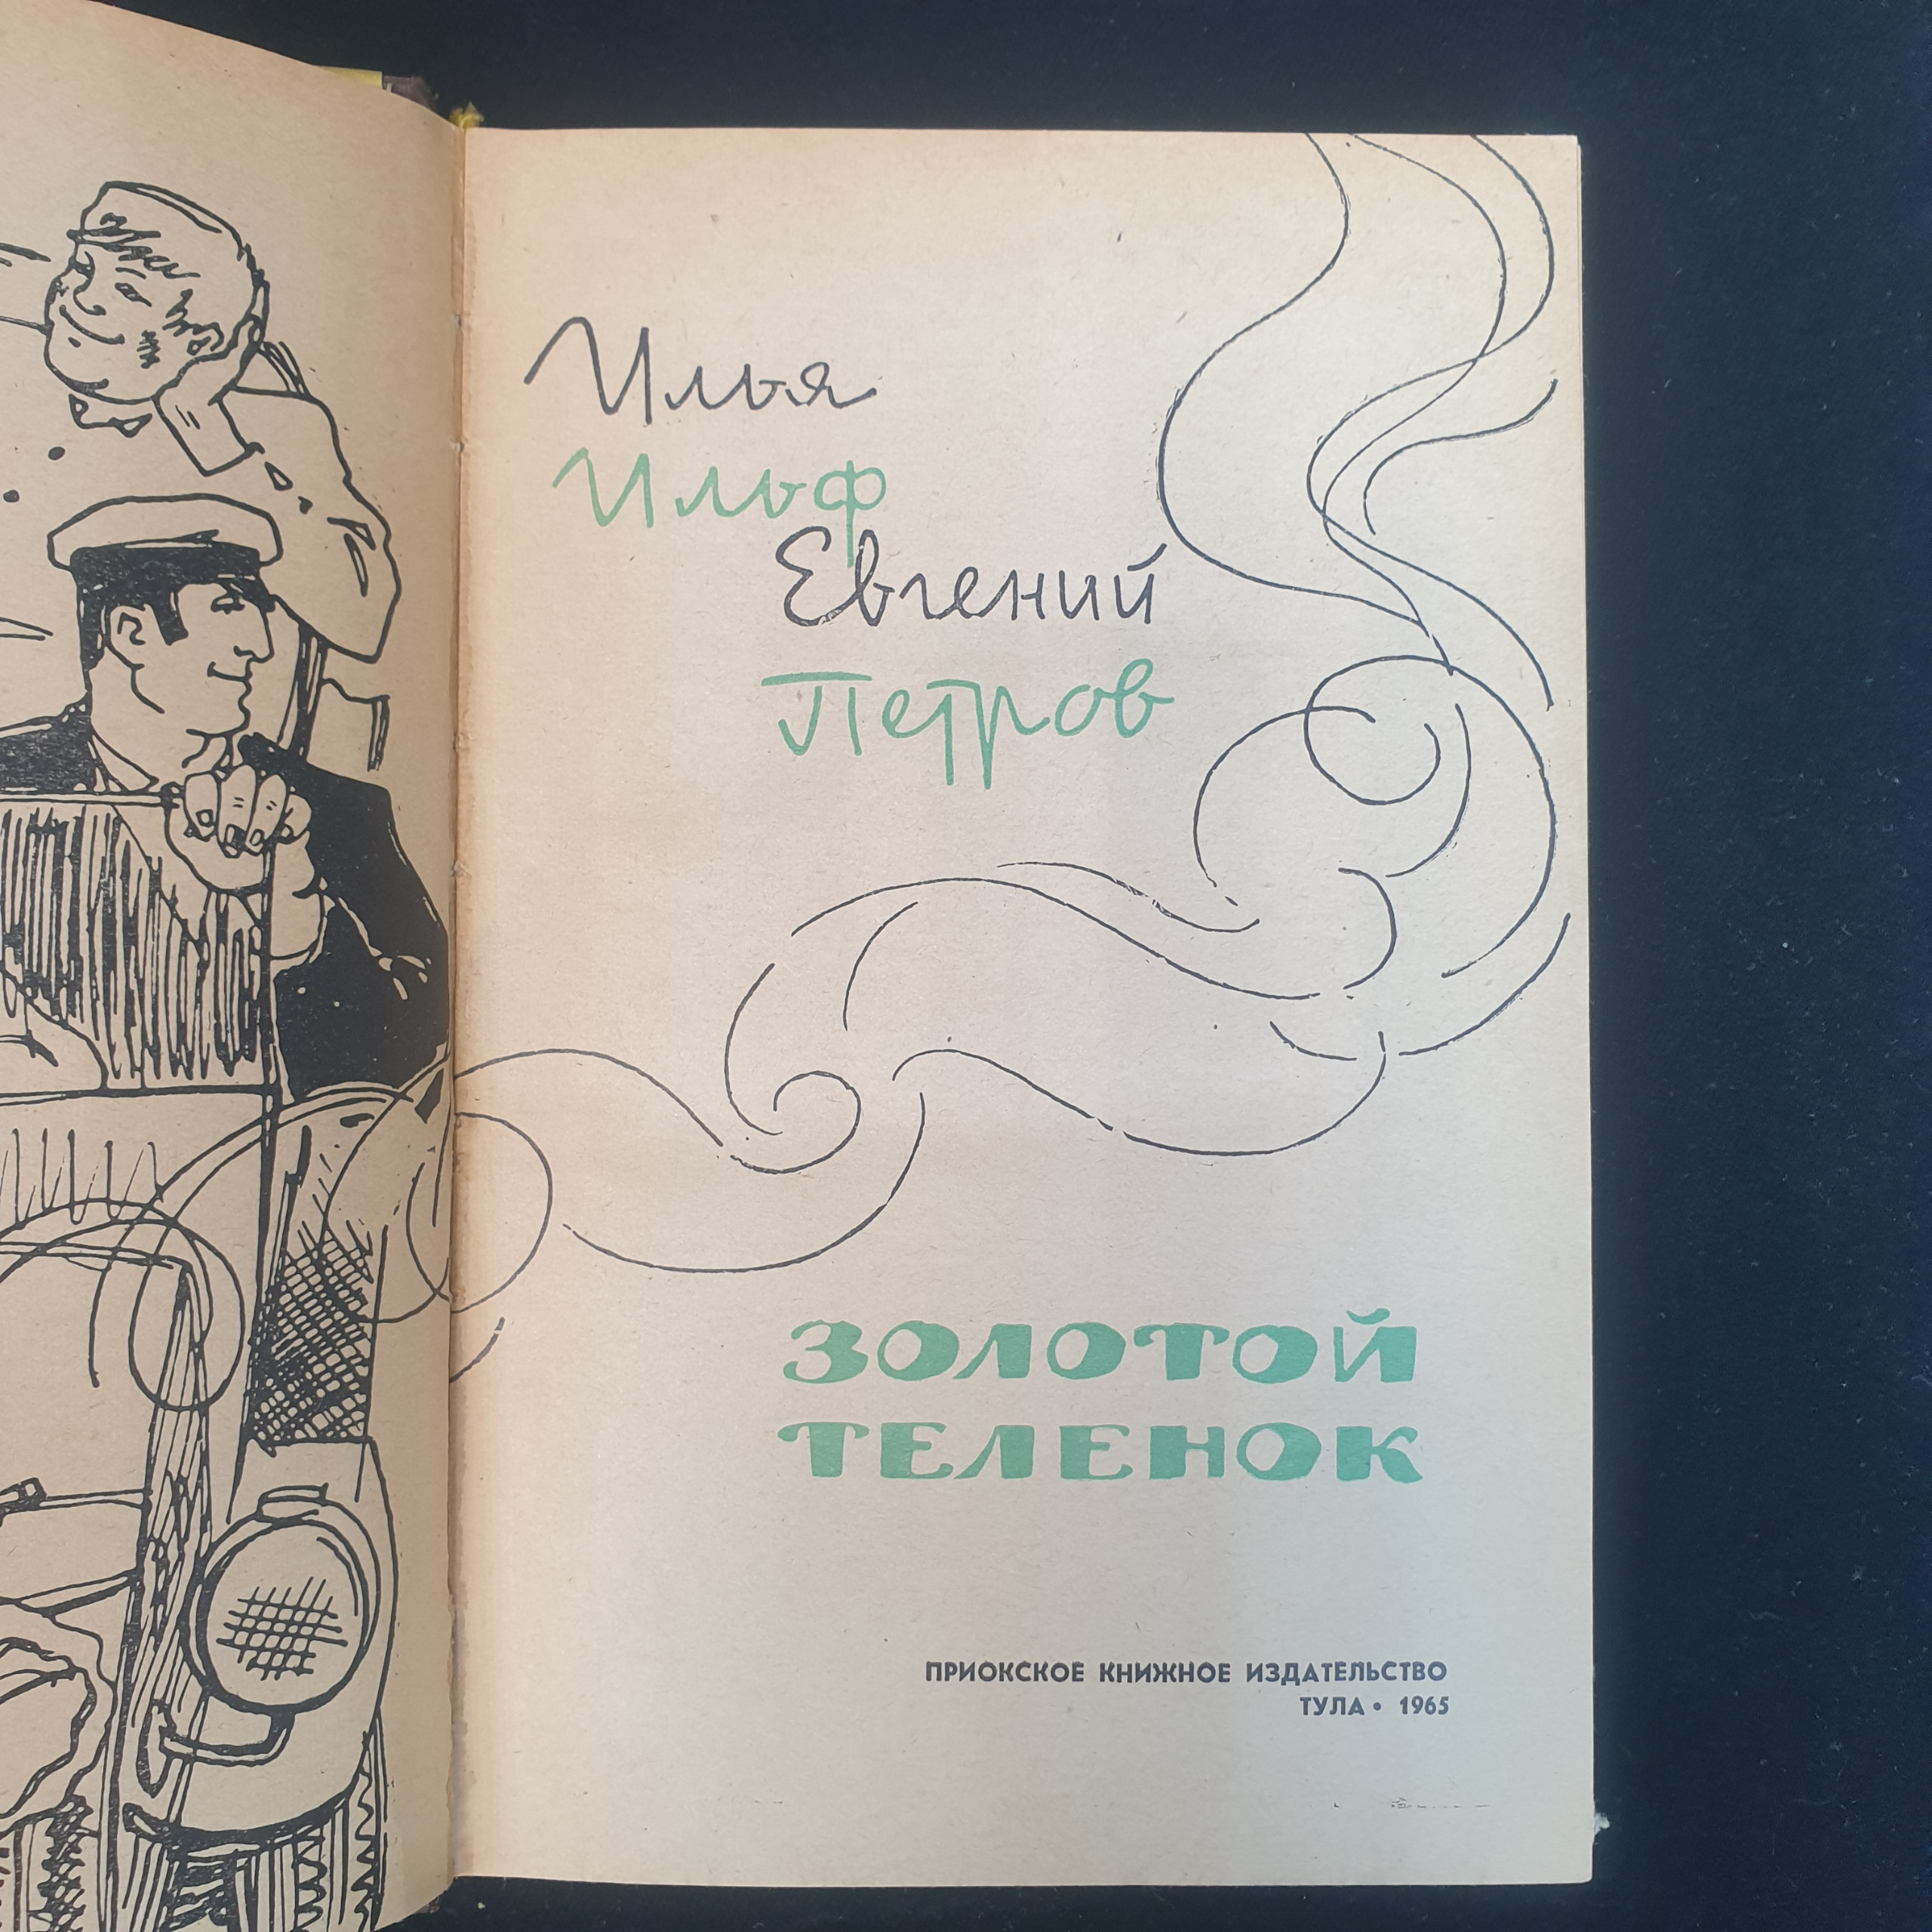 Илья
Ильф
Евгений
Петров
ЗОЛОТОЙ
ТЕЛЕНОК
ПРИОКСКОЕ КНИЖНОЕ ИЗДАТЕЛЬСТВО
ТУЛА • 1965